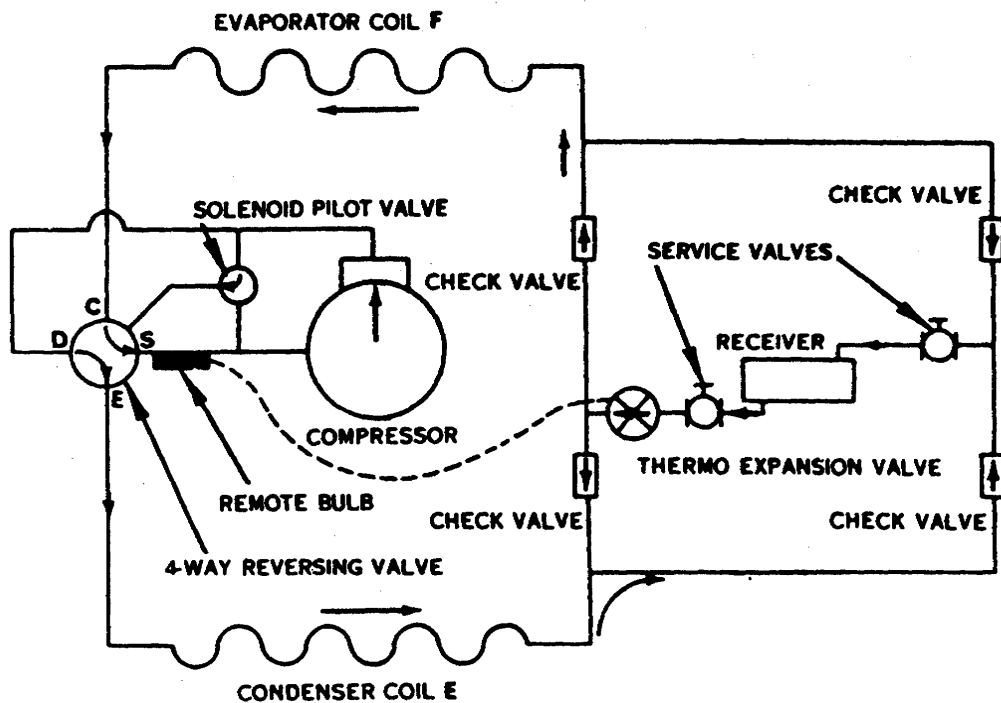 EVAPORATOR COIL F
SOLENOID PILOT VALVE
CHECK VALVE
CHECK VALVE
SERVICE VALVES
C
D
S
E
RECEIVER
COMPRESSOR
THERMO EXPANSION VALVE
REMOTE BULB
CHECK VALVE
CHECK VALVE
4-WAY REVERSING VALVE
CONDENSER COIL E